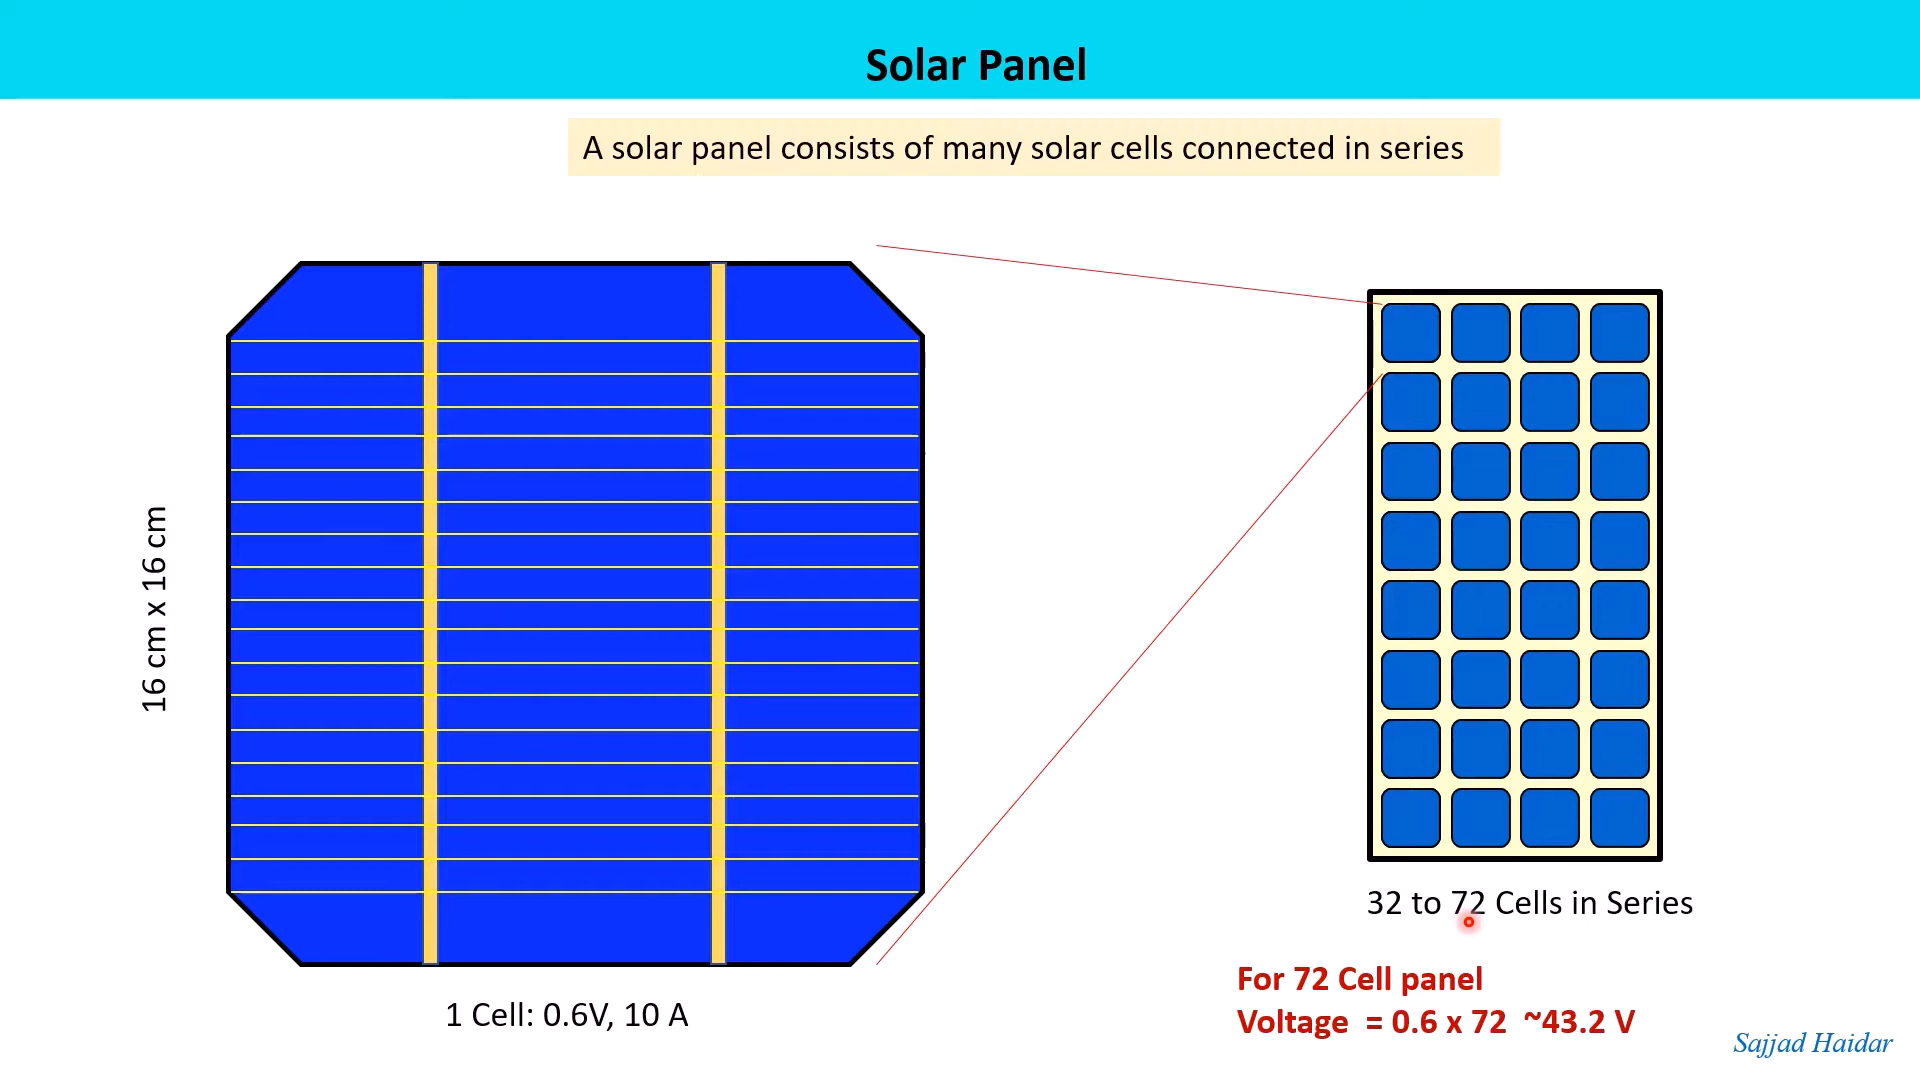 Solar Panel
A solar panel consists of many solar cells connected in series
16 cm x 16 cm
1 Cell: 0.6V, 10 A
32 to 72 Cells in Series
For 72 Cell panel
Voltage = 0.6 x 72 ~43.2 V
Sajjad Haidar